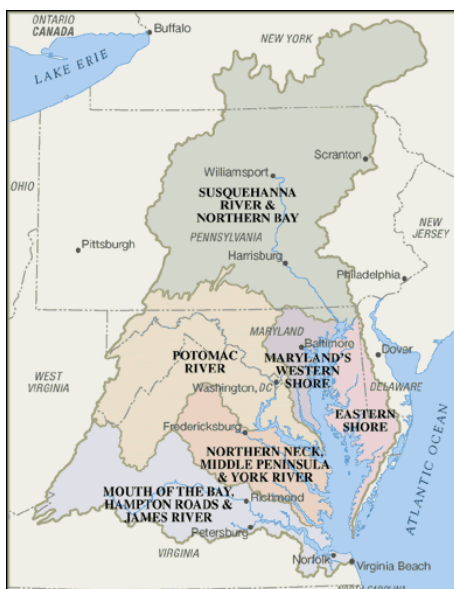 ONTARIO
CANADA
Buffalo
LAKE ERIE
NEW YORK
Scranton
Williamsport
SUSQUEHANNA
RIVER &
NORTHERN BAY
OHIO
PENNSYLVANIA
NEW
JERSEY
Pittsburgh
Harrisburg
Philadelphia
MARYLAND
Baltimore
POTOMAC
RIVER
MARYLAND'S
WESTERN
SHORE
Dover
WEST
VIRGINIA
Washington, DC
DELAWARE
EASTERN
SHORE
Fredericksburg
ATLANTIC OCEAN
NORTHERN NECK,
MIDDLE PENINSULA
& YORK RIVER
MOUTH OF THE BAY,
HAMPTON ROADS &
JAMES RIVER
Richmond
Petersburg
VIRGINIA
Norfolk
Virginia Beach
NORTH CAROLINA